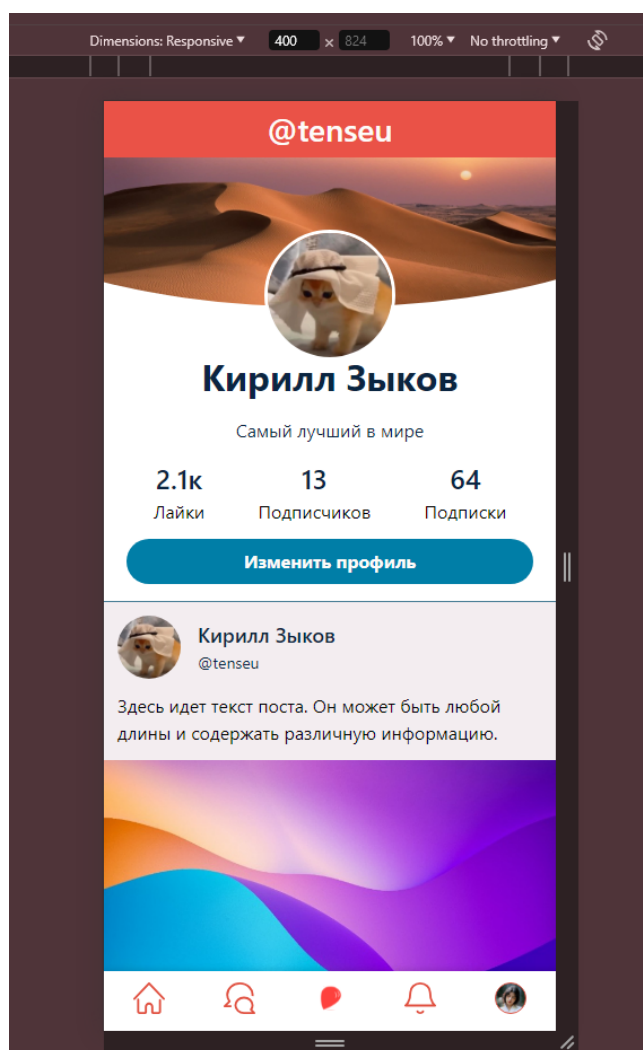 Dimensions: Responsive 400 x 824 100% No throttling
@tenseu
Кирилл Зыков
Самый лучший в мире
2.1к 13 64
Лайки Подписчиков Подписки
Изменить профиль
Кирилл Зыков
@tenseu
Здесь идет текст поста. Он может быть любой
длины и содержать различную информацию.